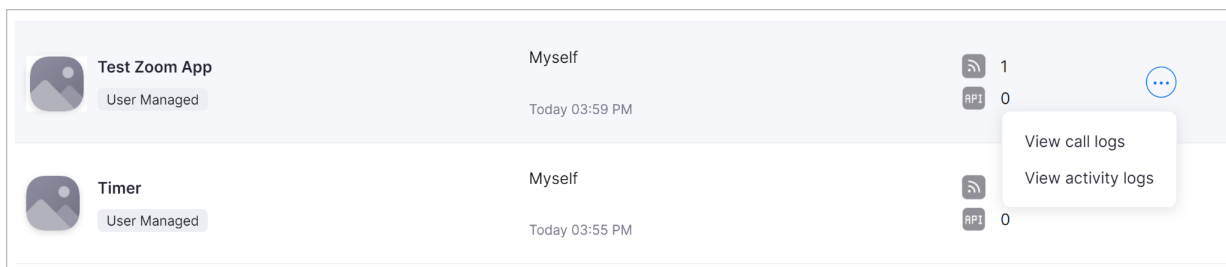 Test Zoom App
User Managed
Myself
Today 03:59 PM
1
API 0
...
View call logs
View activity logs
Timer
User Managed
Myself
Today 03:55 PM
API 0